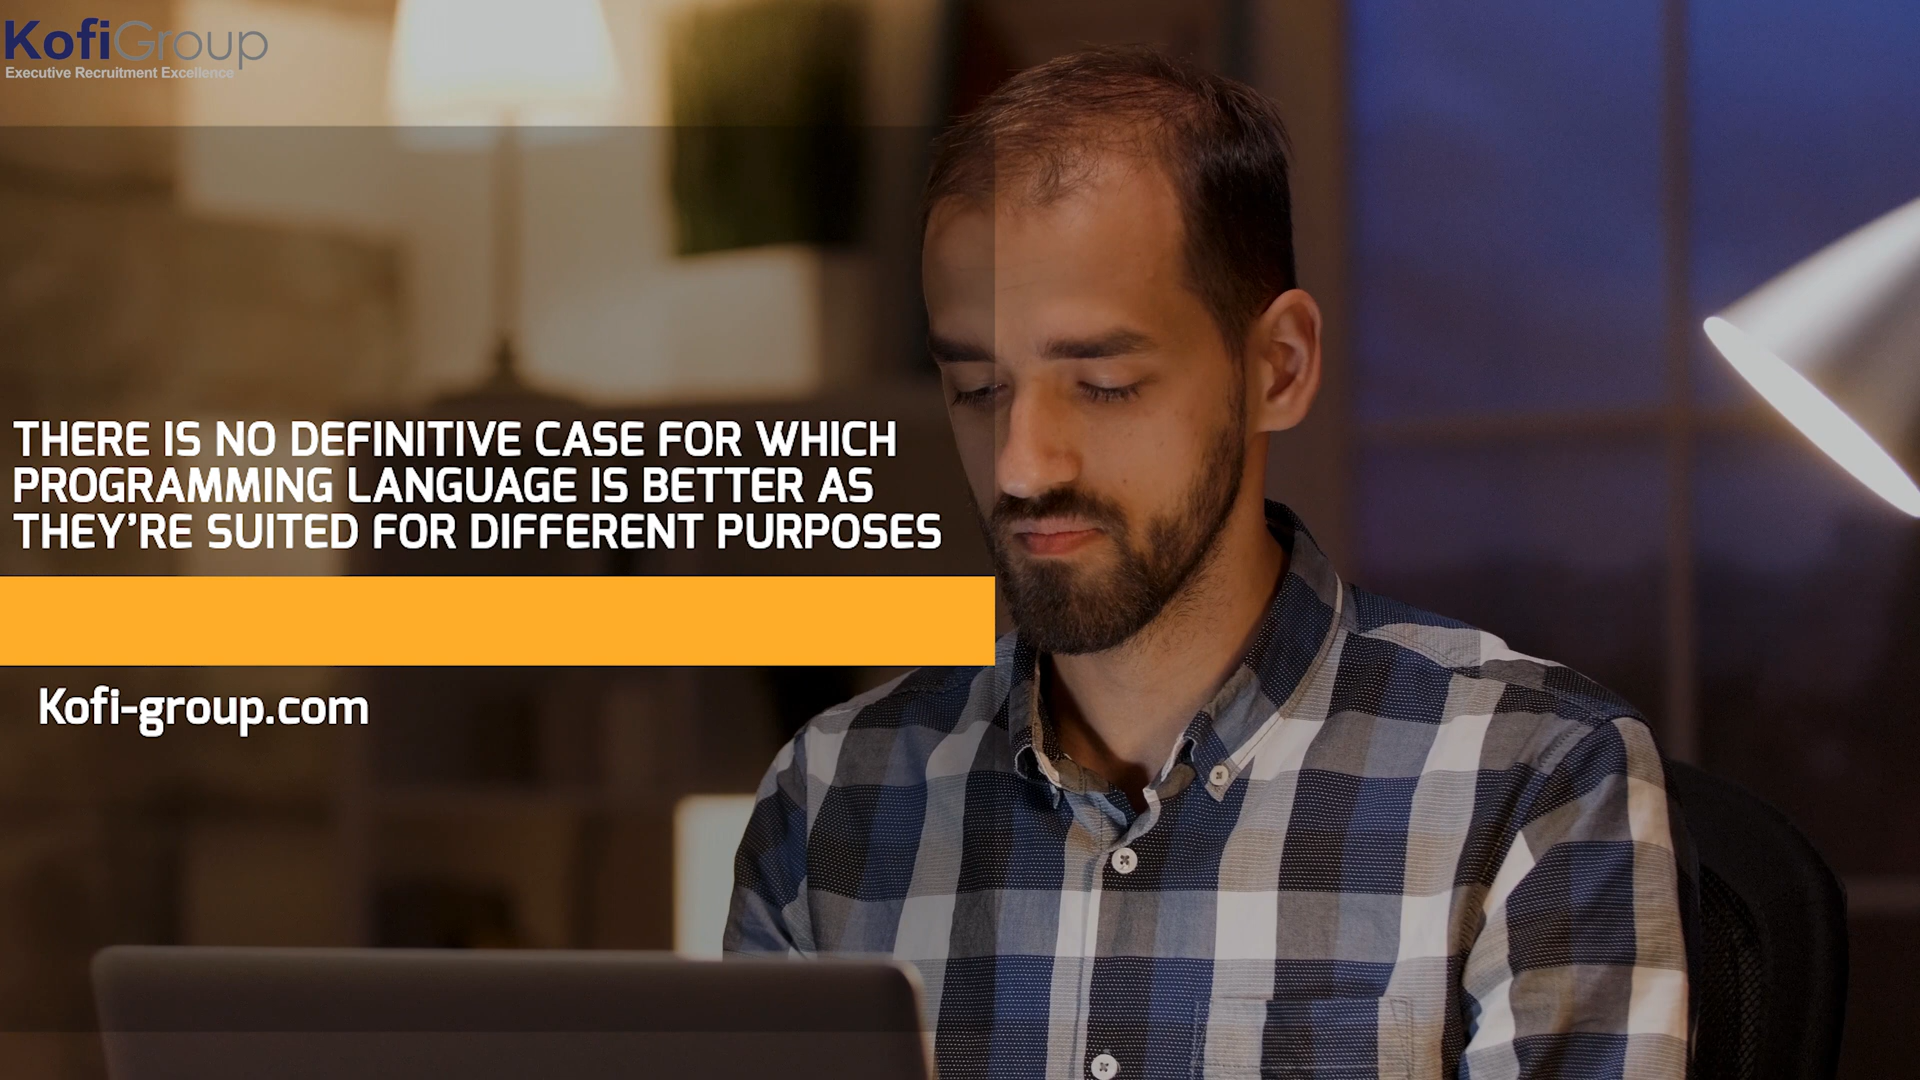 KofiGroup
Executive Recruitment Excellence
THERE IS NO DEFINITIVE CASE FOR WHICH
PROGRAMMING LANGUAGE IS BETTER AS
THEY’RE SUITED FOR DIFFERENT PURPOSES
Kofi-group.com